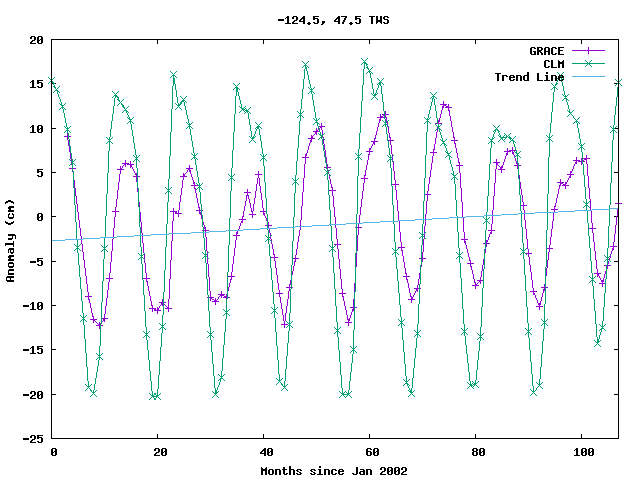 -124.5, 47.5 TWS
GRACE
CLM
Trend Line
20
15
10
5
0
-5
-10
-15
-20
-25
Anomaly (cm)
0 20 40 60 80 100
Months since Jan 2002